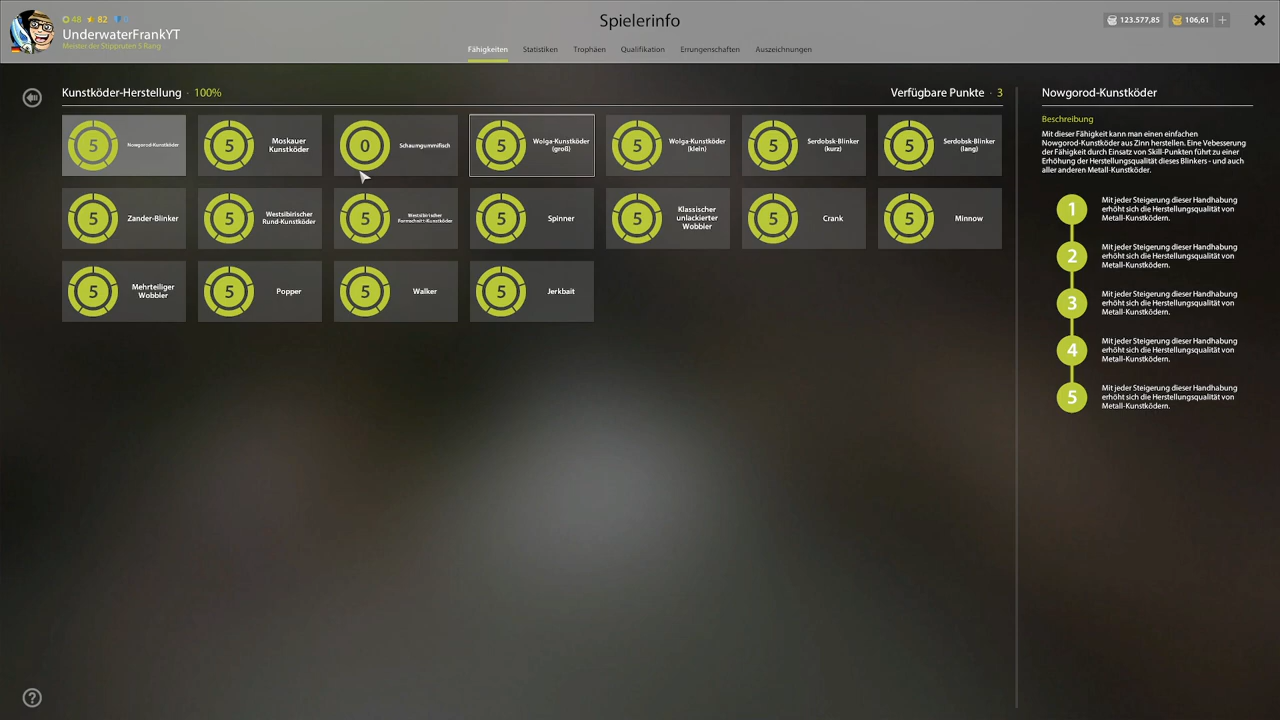 48 82
Spielerinfo
123.577,85 106,61 +
UnderwaterFrankYT
Meister der Stippruten 5 Rang
Fähigkeiten Statistiken Trophäen Qualifikation Errungenschaften Auszeichnungen
Kunstköder-Herstellung · 100%
Verfügbare Punkte · 3
5 Nowgorod-Kunstköder
5 Moskauer
Kunstköder
0 Schaumgummifisch
5 Wolga-Kunstköder
(groß)
5 Wolga-Kunstköder
(klein)
5 Serdobsk-Blinker
(kurz)
5 Serdobsk-Blinker
(lang)
5 Zander-Blinker
5 Westsibirischer
Rund-Kunstköder
5 Westsibirischer
Formschnitt-Kunstköder
5 Spinner
5 Klassischer
unlackierter
Wobbler
5 Crank
5 Minnow
5 Mehrteiliger
Wobbler
5 Popper
5 Walker
5 Jerkbait
Nowgorod-Kunstköder
Beschreibung
Mit dieser Fähigkeit kann man einen einfachen
Nowgorod-Kunstköder aus Zinn herstellen. Eine Vebesserung
der Fähigkeit durch Einsatz von Skill-Punkten führt zu einer
Erhöhung der Herstellungsqualität dieses Blinkers - und auch
aller anderen Metall-Kunstköder.
1 Mit jeder Steigerung dieser Handhabung
erhöht sich die Herstellungsqualität von
Metall-Kunstködern.
2 Mit jeder Steigerung dieser Handhabung
erhöht sich die Herstellungsqualität von
Metall-Kunstködern.
3 Mit jeder Steigerung dieser Handhabung
erhöht sich die Herstellungsqualität von
Metall-Kunstködern.
4 Mit jeder Steigerung dieser Handhabung
erhöht sich die Herstellungsqualität von
Metall-Kunstködern.
5 Mit jeder Steigerung dieser Handhabung
erhöht sich die Herstellungsqualität von
Metall-Kunstködern.
?